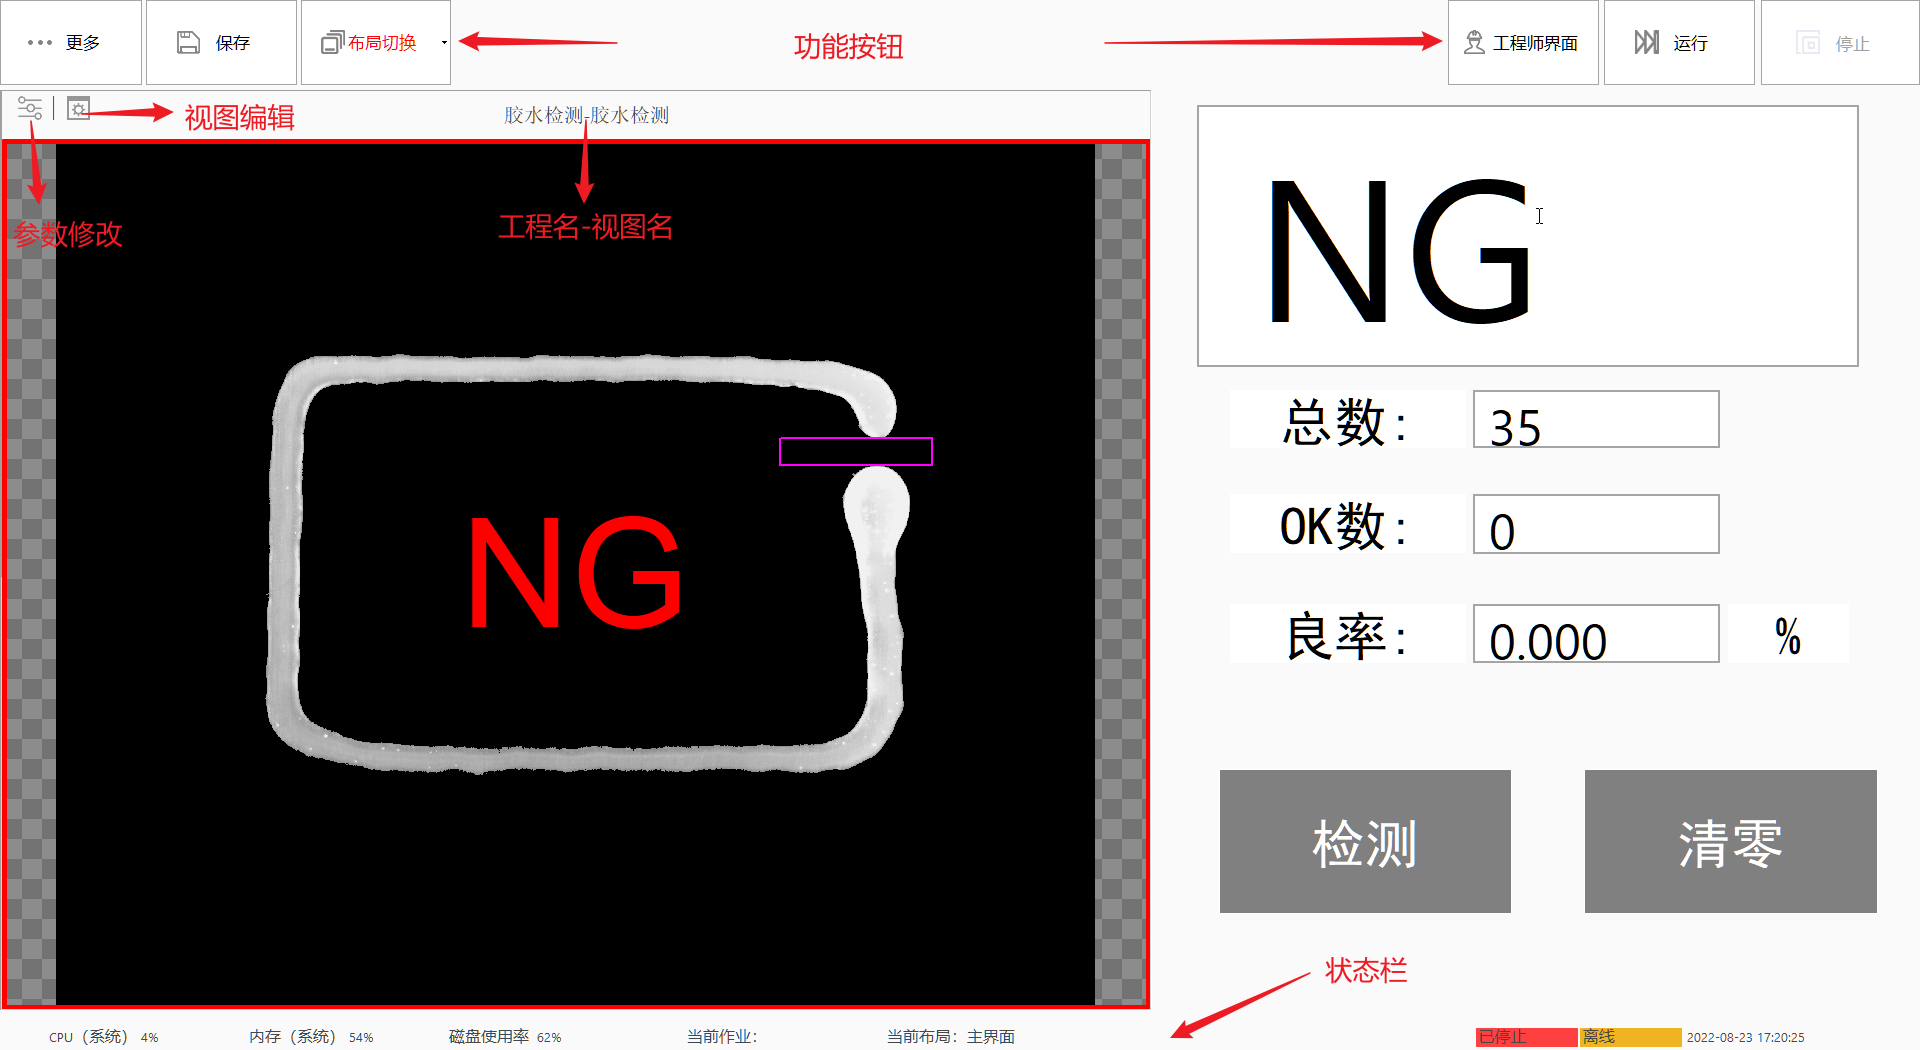 更多
保存
布局切换
功能按钮
工程师界面
运行
停止
视图编辑
胶水检测-胶水检测
参数修改
工程名-视图名
NG
NG
总数:
35
OK数:
0
良率:
0.000
%
检测
清零
状态栏
CPU（系统） 4%
内存（系统） 54%
磁盘使用率 62%
当前作业：
当前布局：主界面
已停止
离线
2022-08-23 17:20:25